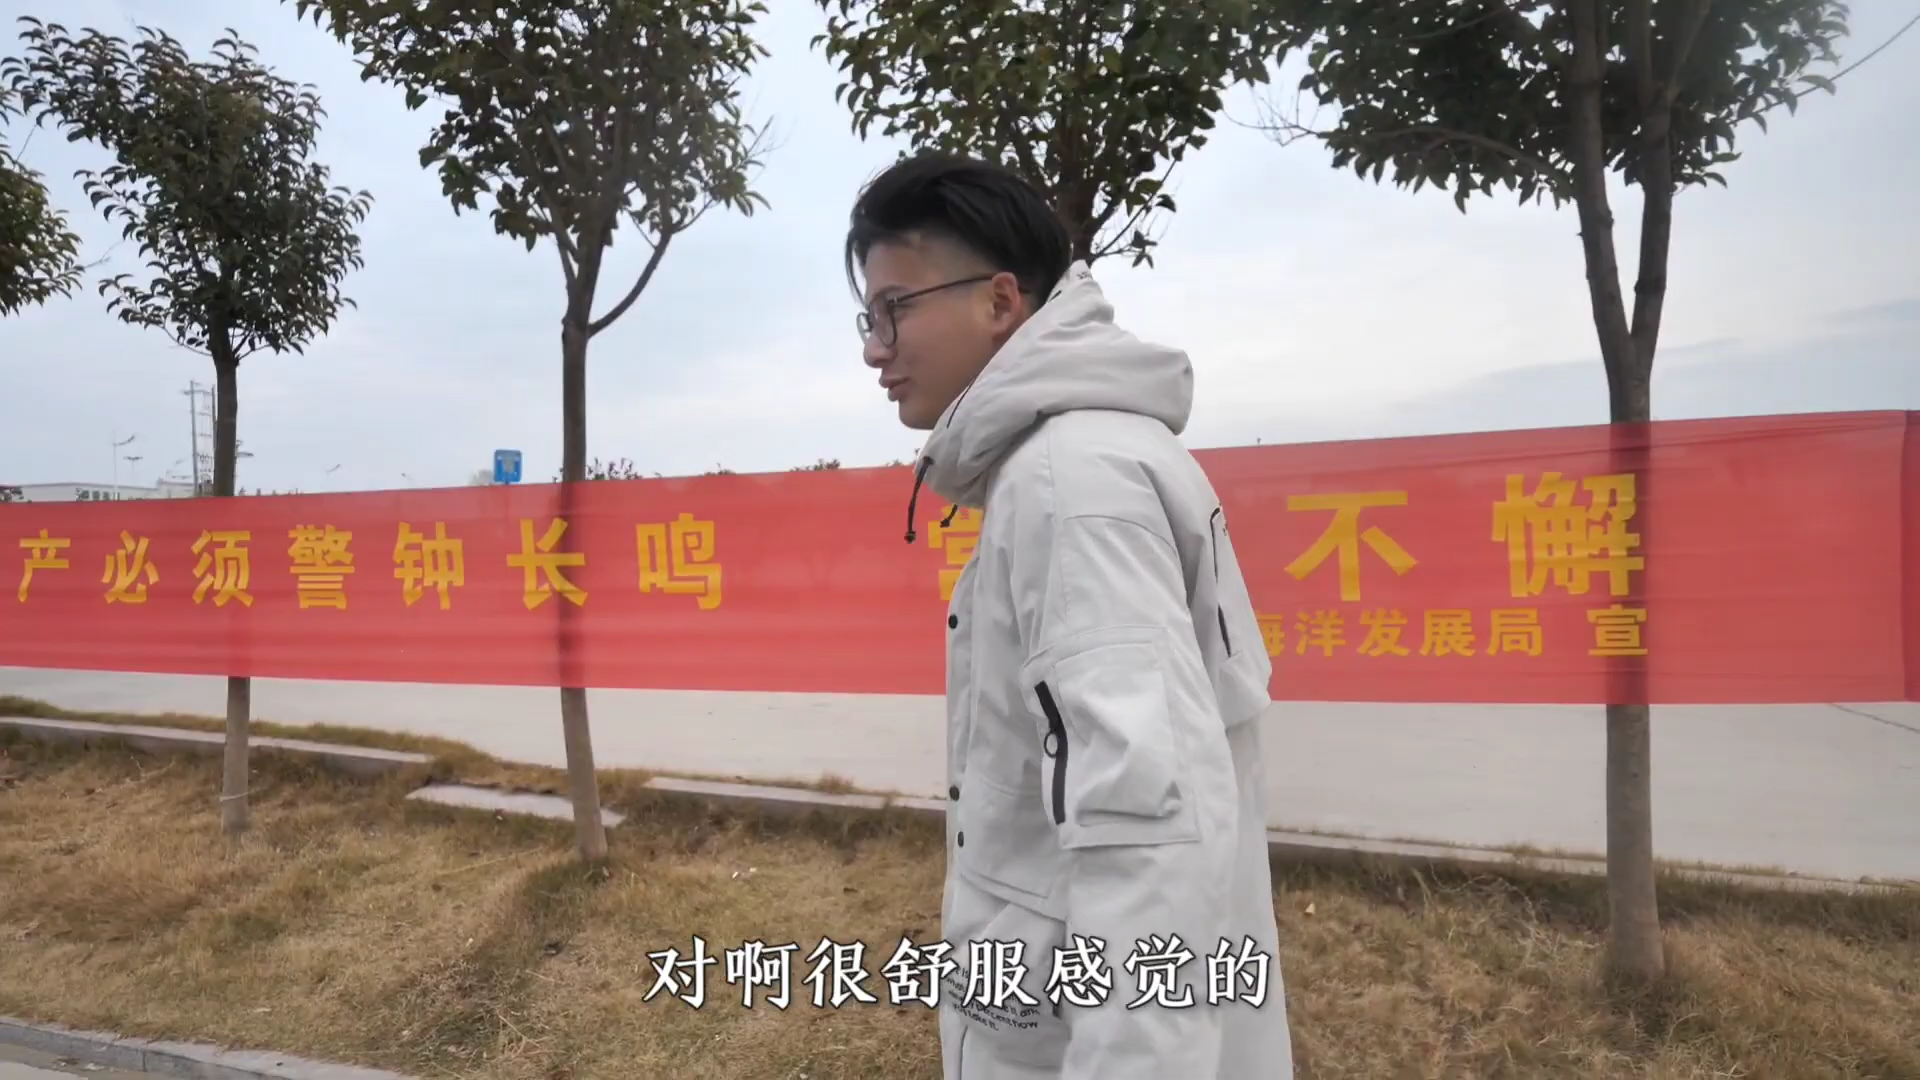 产必须警钟长鸣 常 不懈
海洋发展局 宣
对啊很舒服感觉的